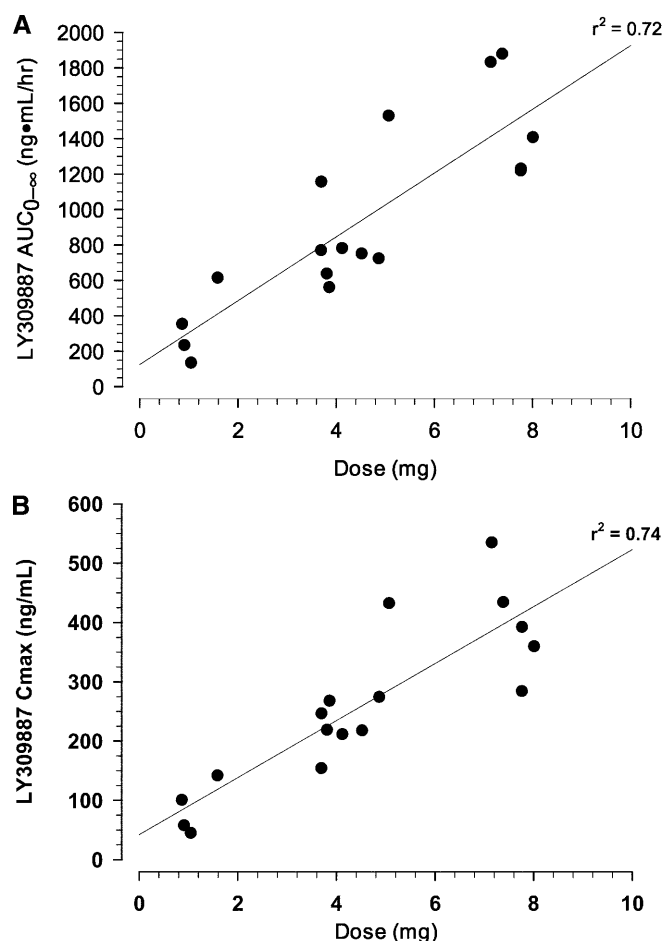 A
r² = 0.72
2000
1800
1600
1400
1200
1000
800
600
400
200
0
LY309887 AUC0–∞ (ng•mL/hr)
0 2 4 6 8 10
Dose (mg)
B
r² = 0.74
600
500
400
300
200
100
0
LY309887 Cmax (ng/mL)
0 2 4 6 8 10
Dose (mg)